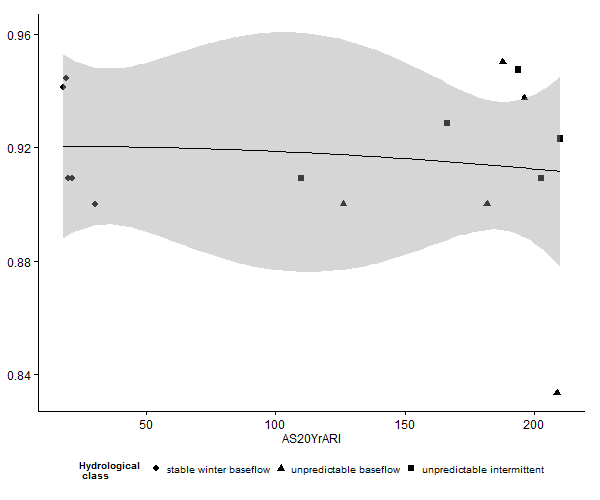 0.96
0.92
0.88
0.84
50 100 150 200
AS20YrARI
Hydrological
class
stable winter baseflow unpredictable baseflow unpredictable intermittent